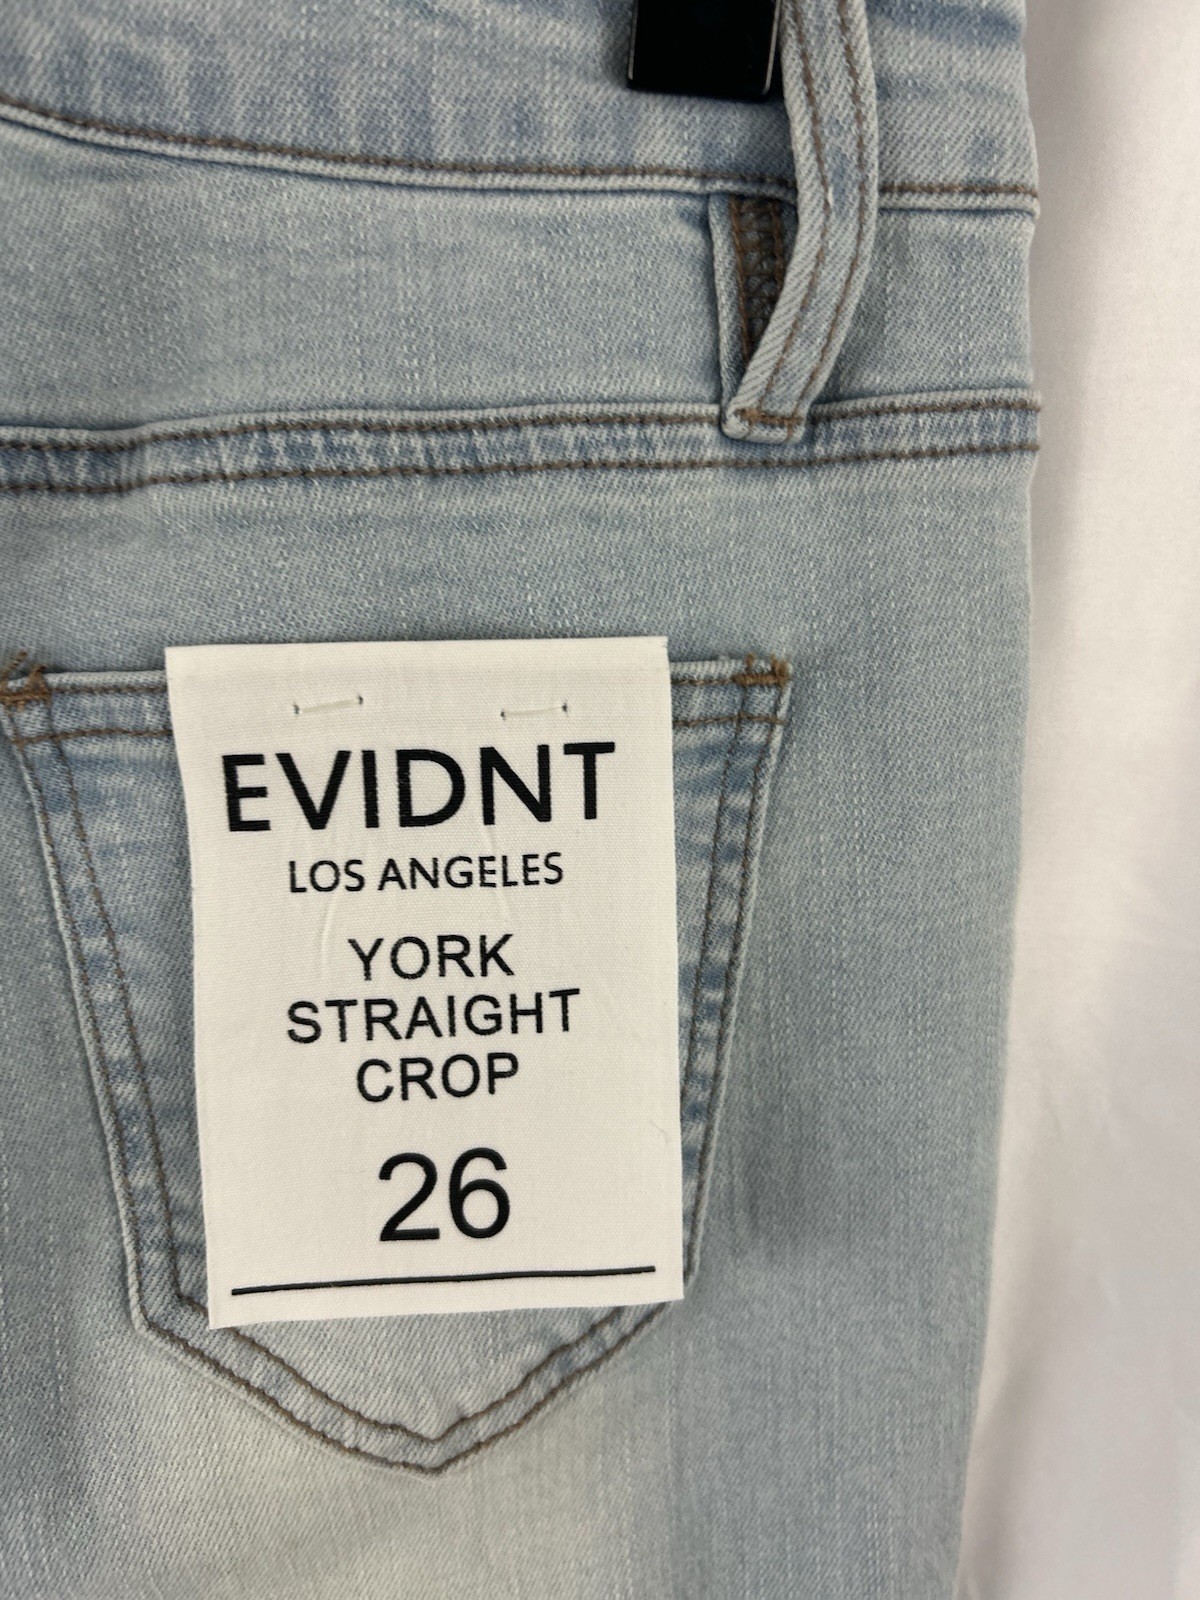 EVIDNT
LOS ANGELES
YORK
STRAIGHT
CROP
26